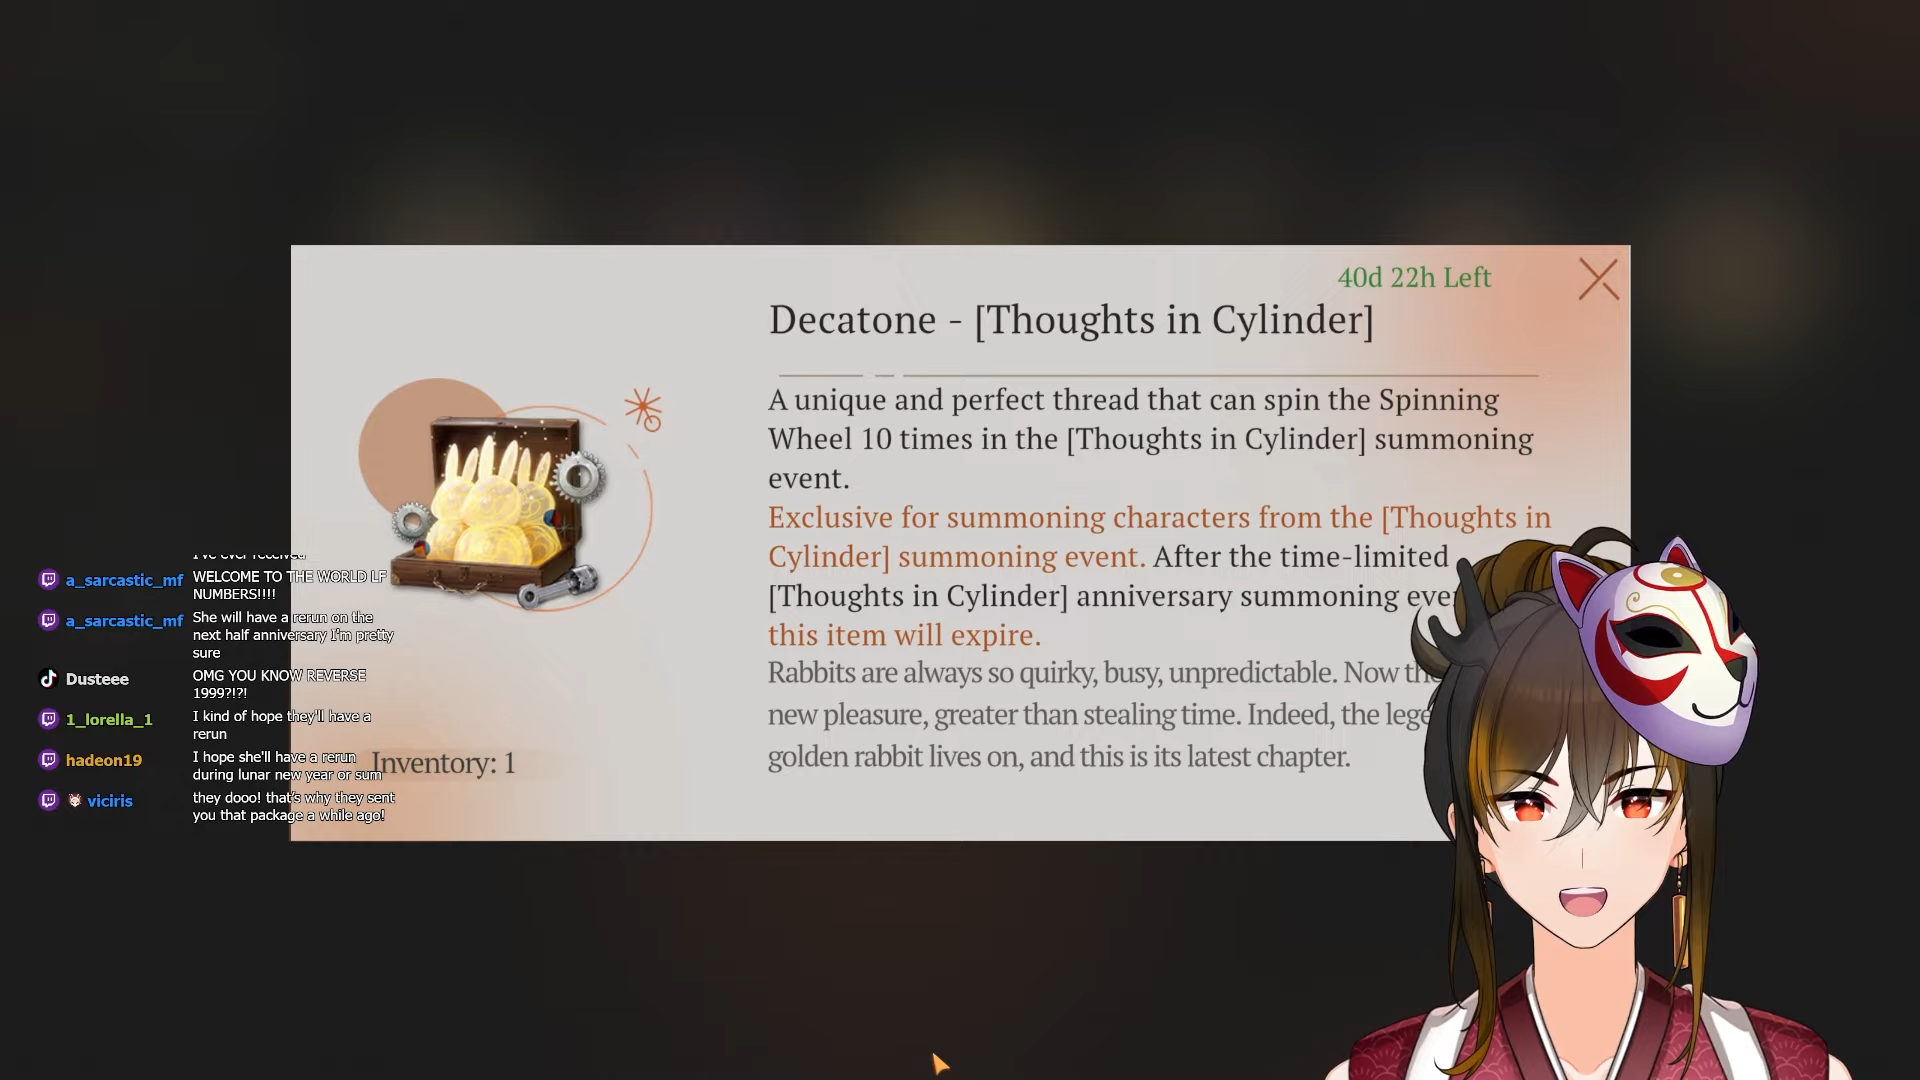 40d 22h Left
Decatone - [Thoughts in Cylinder]
A unique and perfect thread that can spin the Spinning
Wheel 10 times in the [Thoughts in Cylinder] summoning
event.
Exclusive for summoning characters from the [Thoughts in
Cylinder] summoning event. After the time-limited
[Thoughts in Cylinder] anniversary summoning
this item will expire.
Rabbits are always so quirky, busy, unpredictable. Now
new pleasure, greater than stealing time. Indeed, the
golden rabbit lives on, and this is its latest chapter.
Inventory: 1
I've ever received
a_sarcastic_mf WELCOME TO THE WORLD LF
NUMBERS!!!!
a_sarcastic_mf She will have a rerun on the
next half anniversary I'm pretty
sure
Dusteee OMG YOU KNOW REVERSE
1999?!?!
1_lorella_1 I kind of hope they'll have a
rerun
hadeon19 I hope she'll have a rerun
during lunar new year or sum
viciris they dooo! that's why they sent
you that package a while ago!